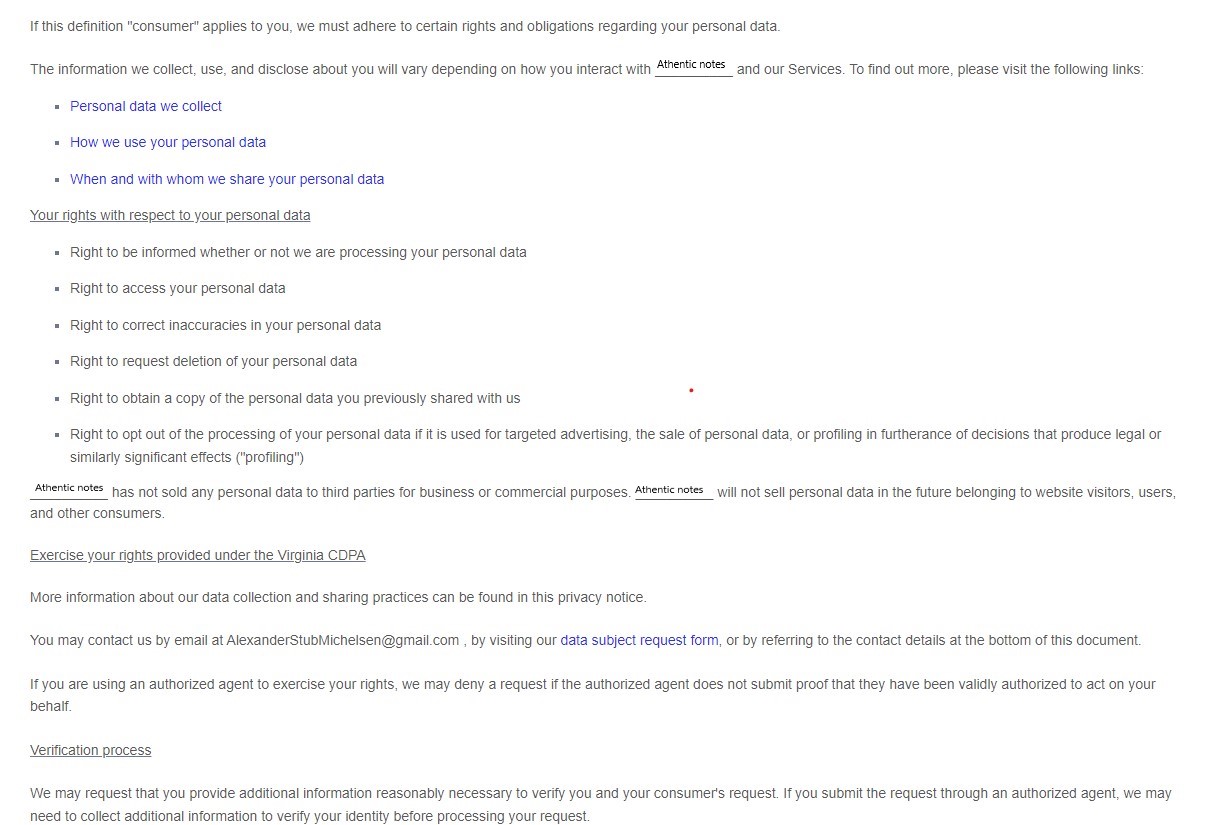 If this definition "consumer" applies to you, we must adhere to certain rights and obligations regarding your personal data.
The information we collect, use, and disclose about you will vary depending on how you interact with Athentic notes and our Services. To find out more, please visit the following links:
▪ Personal data we collect
▪ How we use your personal data
▪ When and with whom we share your personal data
Your rights with respect to your personal data
▪ Right to be informed whether or not we are processing your personal data
▪ Right to access your personal data
▪ Right to correct inaccuracies in your personal data
▪ Right to request deletion of your personal data
▪ Right to obtain a copy of the personal data you previously shared with us
▪ Right to opt out of the processing of your personal data if it is used for targeted advertising, the sale of personal data, or profiling in furtherance of decisions that produce legal or
similarly significant effects ("profiling")
Athentic notes has not sold any personal data to third parties for business or commercial purposes. Athentic notes will not sell personal data in the future belonging to website visitors, users,
and other consumers.
Exercise your rights provided under the Virginia CDPA
More information about our data collection and sharing practices can be found in this privacy notice.
You may contact us by email at AlexanderStubMichelsen@gmail.com , by visiting our data subject request form, or by referring to the contact details at the bottom of this document.
If you are using an authorized agent to exercise your rights, we may deny a request if the authorized agent does not submit proof that they have been validly authorized to act on your
behalf.
Verification process
We may request that you provide additional information reasonably necessary to verify you and your consumer's request. If you submit the request through an authorized agent, we may
need to collect additional information to verify your identity before processing your request.